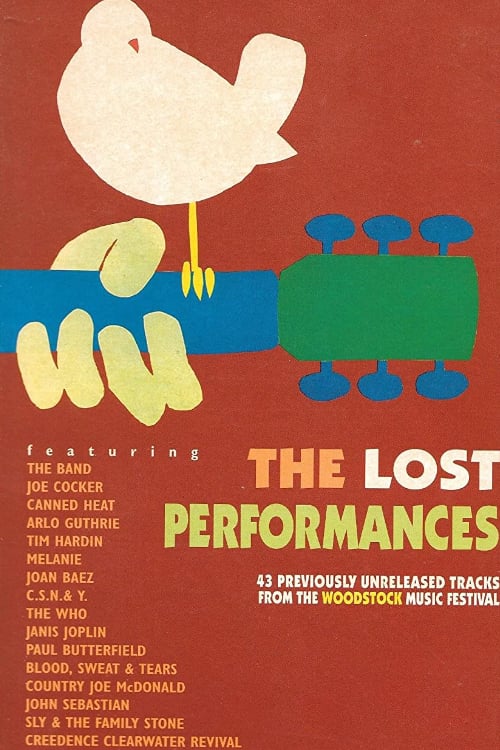 featuring
THE BAND
JOE COCKER
CANNED HEAT
ARLO GUTHRIE
TIM HARDIN
MELANIE
JOAN BAEZ
C.S.N.& Y.
THE WHO
JANIS JOPLIN
PAUL BUTTERFIELD
BLOOD, SWEAT & TEARS
COUNTRY JOE McDONALD
JOHN SEBASTIAN
SLY & THE FAMILY STONE
CREEDENCE CLEARWATER REVIVAL
THE LOST
PERFORMANCES
43 PREVIOUSLY UNRELEASED TRACKS
FROM THE WOODSTOCK MUSIC FESTIVAL